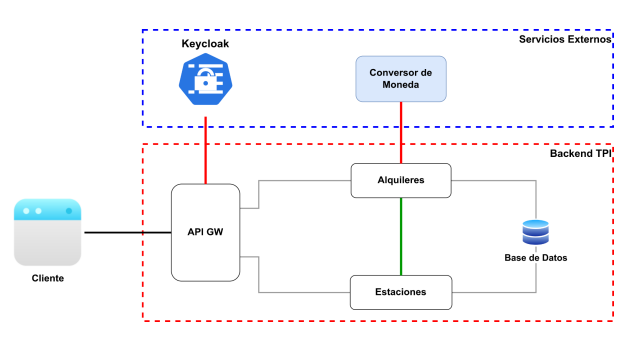 Servicios Externos
Keycloak
Conversor de
Moneda
Backend TPI
Alquileres
API GW
Base de Datos
Cliente
Estaciones